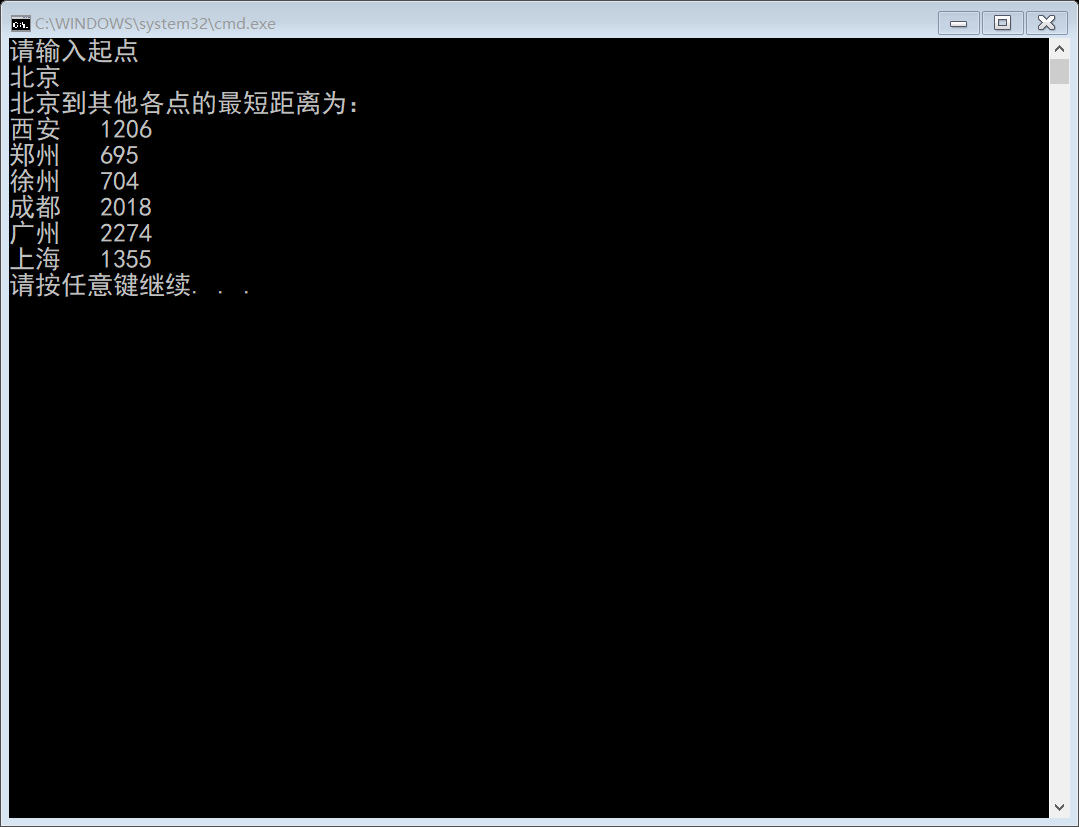 C:\WINDOWS\system32\cmd.exe
请输入起点
北京
北京到其他各点的最短距离为:
西安 1206
郑州 695
徐州 704
成都 2018
广州 2274
上海 1355
请按任意键继续. . .